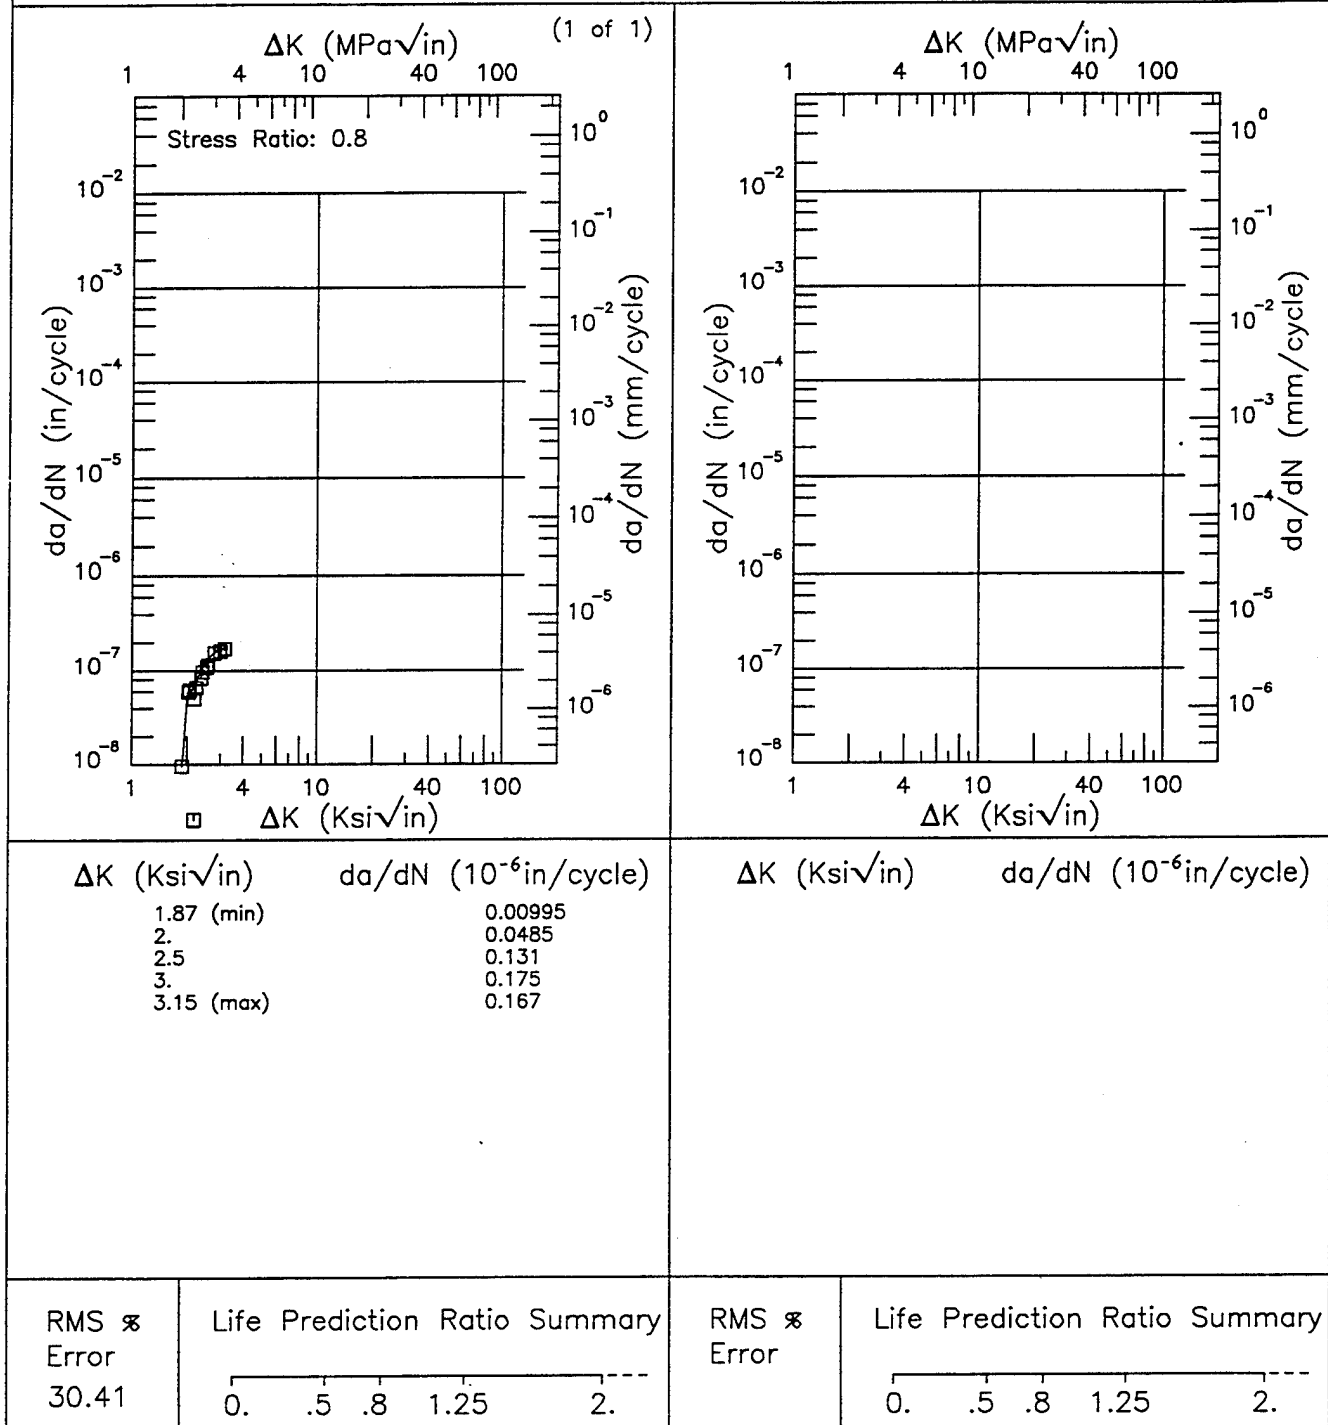 (1 of 1)
ΔK (MPa√in)
1 4 10 40 100
Stress Ratio: 0.8
10⁰
10⁻²
10⁻¹
10⁻³
10⁻²
10⁻⁴
10⁻³
10⁻⁵
10⁻⁴
10⁻⁶
10⁻⁵
10⁻⁷
10⁻⁶
10⁻⁸
da/dN (in/cycle)
da/dN (mm/cycle)
1 4 10 40 100
ΔK (Ksi√in)
ΔK (Ksi√in) da/dN (10⁻⁶in/cycle)
1.87 (min) 0.00995
2. 0.0485
2.5 0.131
3. 0.175
3.15 (max) 0.167
RMS %
Error
30.41
Life Prediction Ratio Summary
0. .5 .8 1.25 2.
ΔK (MPa√in)
1 4 10 40 100
10⁰
10⁻²
10⁻¹
10⁻³
10⁻²
10⁻⁴
10⁻³
10⁻⁵
10⁻⁴
10⁻⁶
10⁻⁵
10⁻⁷
10⁻⁶
10⁻⁸
da/dN (in/cycle)
da/dN (mm/cycle)
1 4 10 40 100
ΔK (Ksi√in)
ΔK (Ksi√in) da/dN (10⁻⁶in/cycle)
RMS %
Error
Life Prediction Ratio Summary
0. .5 .8 1.25 2.